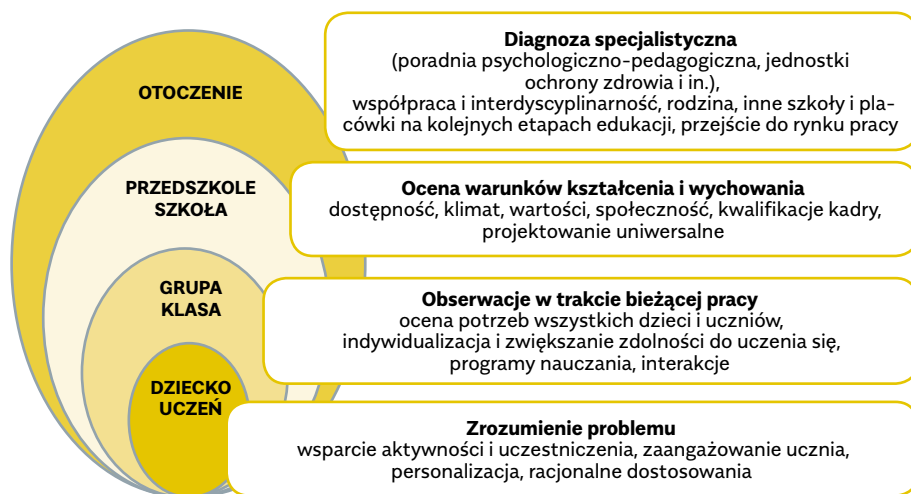 OTOCZENIE
Diagnoza specjalistyczna
(poradnia psychologiczno-pedagogiczna, jednostki
ochrony zdrowia i in.),
współpraca i interdyscyplinarność, rodzina, inne szkoły i pla-
cówki na kolejnych etapach edukacji, przejście do rynku pracy
PRZEDSZKOLE
SZKOŁA
Ocena warunków kształcenia i wychowania
dostępność, klimat, wartości, społeczność, kwalifikacje kadry,
projektowanie uniwersalne
GRUPA
KLASA
Obserwacje w trakcie bieżącej pracy
ocena potrzeb wszystkich dzieci i uczniów,
indywidualizacja i zwiększanie zdolności do uczenia się,
programy nauczania, interakcje
DZIECKO
UCZEŃ
Zrozumienie problemu
wsparcie aktywności i uczestniczenia, zaangażowanie ucznia,
personalizacja, racjonalne dostosowania